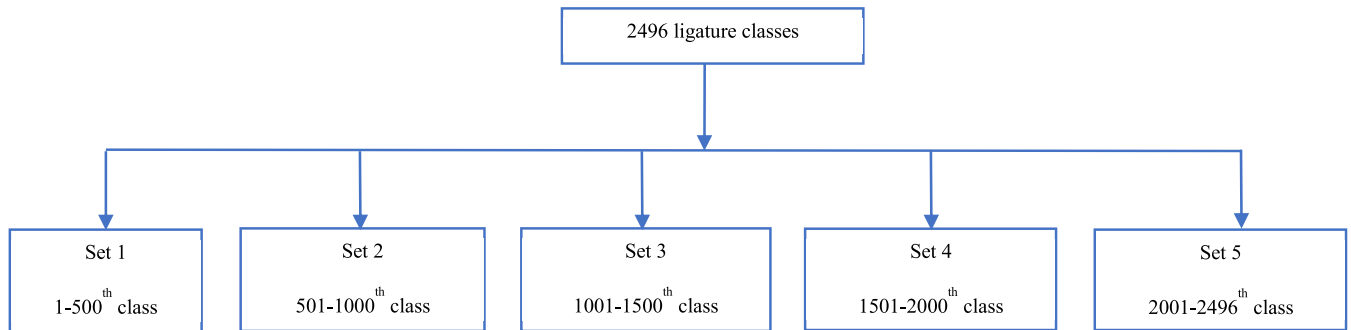 2496 ligature classes
Set 1
1-500th class
Set 2
501-1000th class
Set 3
1001-1500th class
Set 4
1501-2000th class
Set 5
2001-2496th class